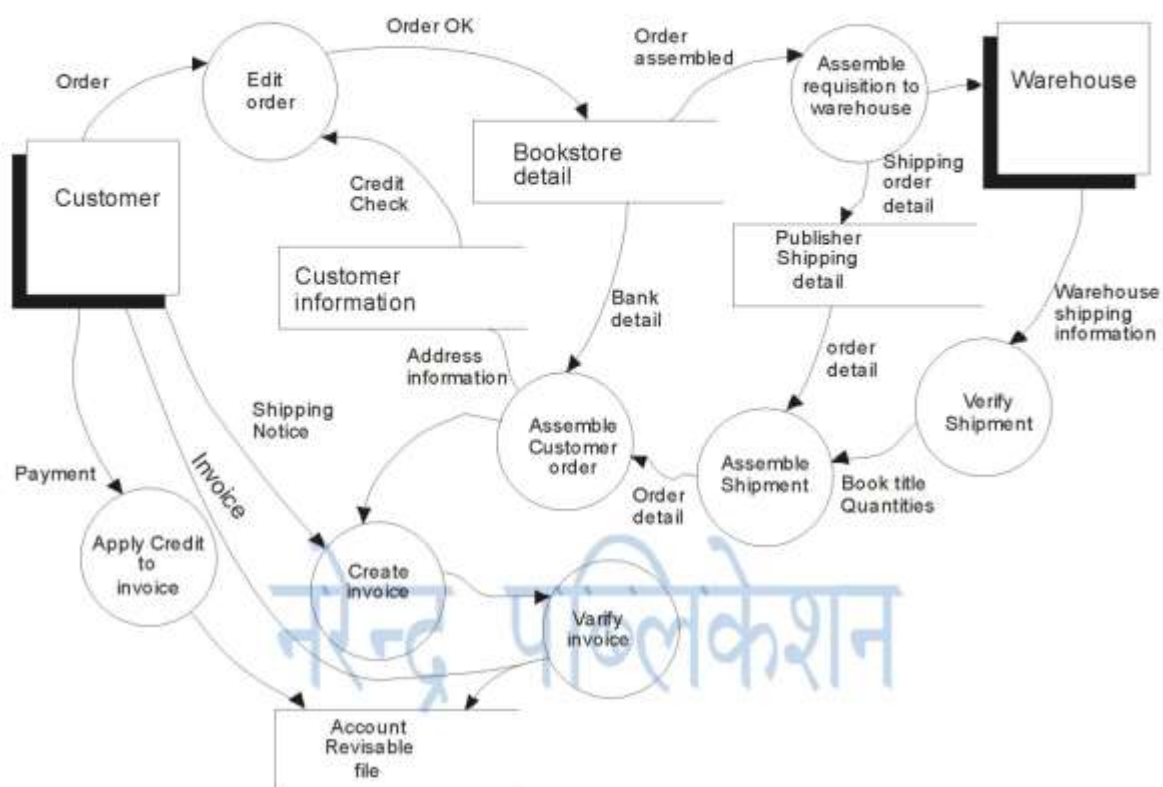 Order OK
Order
Edit
order
Order
assembled
Assemble
requisition to
warehouse
Warehouse
Customer
Credit
Check
Bookstore
detail
Shipping
order
detail
Customer
information
Publisher
Shipping
detail
Bank
detail
Warehouse
shipping
information
Address
information
order
detail
Shipping
Notice
Assemble
Customer
order
Verify
Shipment
Payment
Invoice
Order
detail
Assemble
Shipment
Book title
Quantities
Apply Credit
to
invoice
Create
invoice
Varify
invoice
नरेन्द्र पब्लिकेशन
Account
Revisable
file